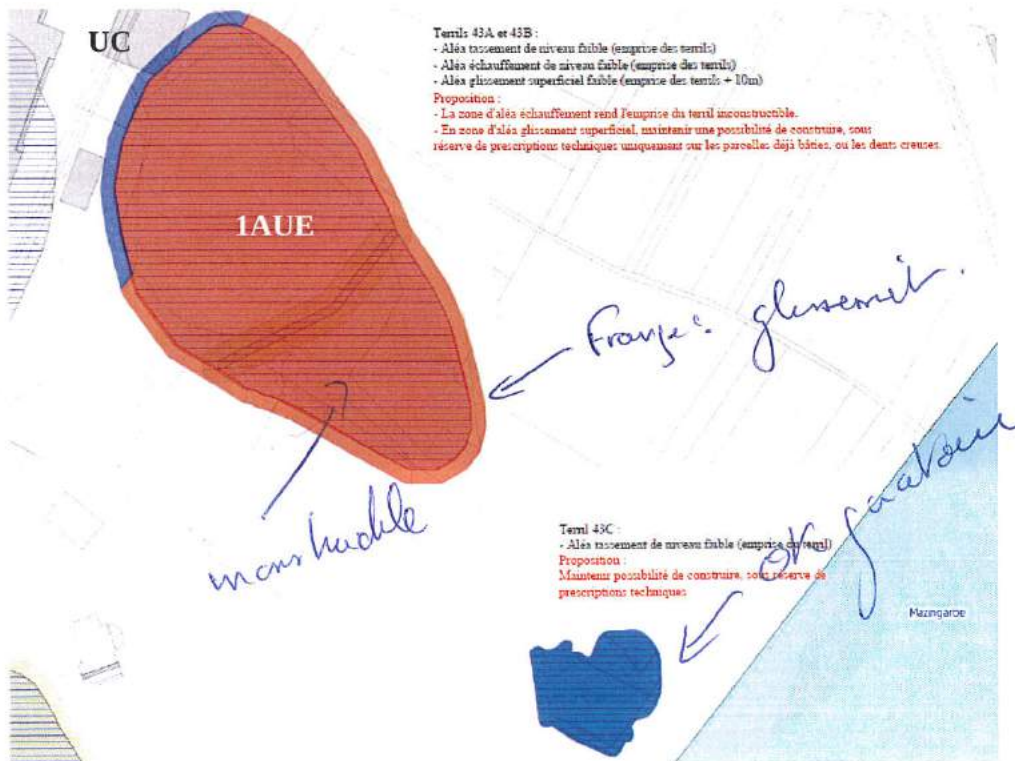 UC
Terrils 43A et 43B :
- Aléa tassement de niveau faible (emprise des terrils)
- Aléa échauffement de niveau faible (emprise des terrils)
- Aléa glissement superficiel faible (emprise des terrils + 10m)
Proposition :
- La zone d'aléa échauffement rend l'emprise du terril inconstructible.
- En zone d'aléa glissement superficiel, maintenir une possibilité de construire, sous
réserve de prescriptions techniques uniquement sur les parcelles déjà bâties, ou les dents creuses.
1AUE
Frange : glissement.
Terril 43C :
- Aléa tassement de niveau faible (emprise du terril)
Proposition :
Maintenir possibilité de construire, sous réserve de
prescriptions techniques
OK
Mazingarbe